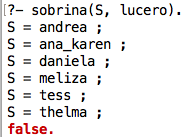 ?- sobrina(S, lucero).
S = andrea ;
S = ana_karen ;
S = daniela ;
S = meliza ;
S = tess ;
S = thelma ;
false.